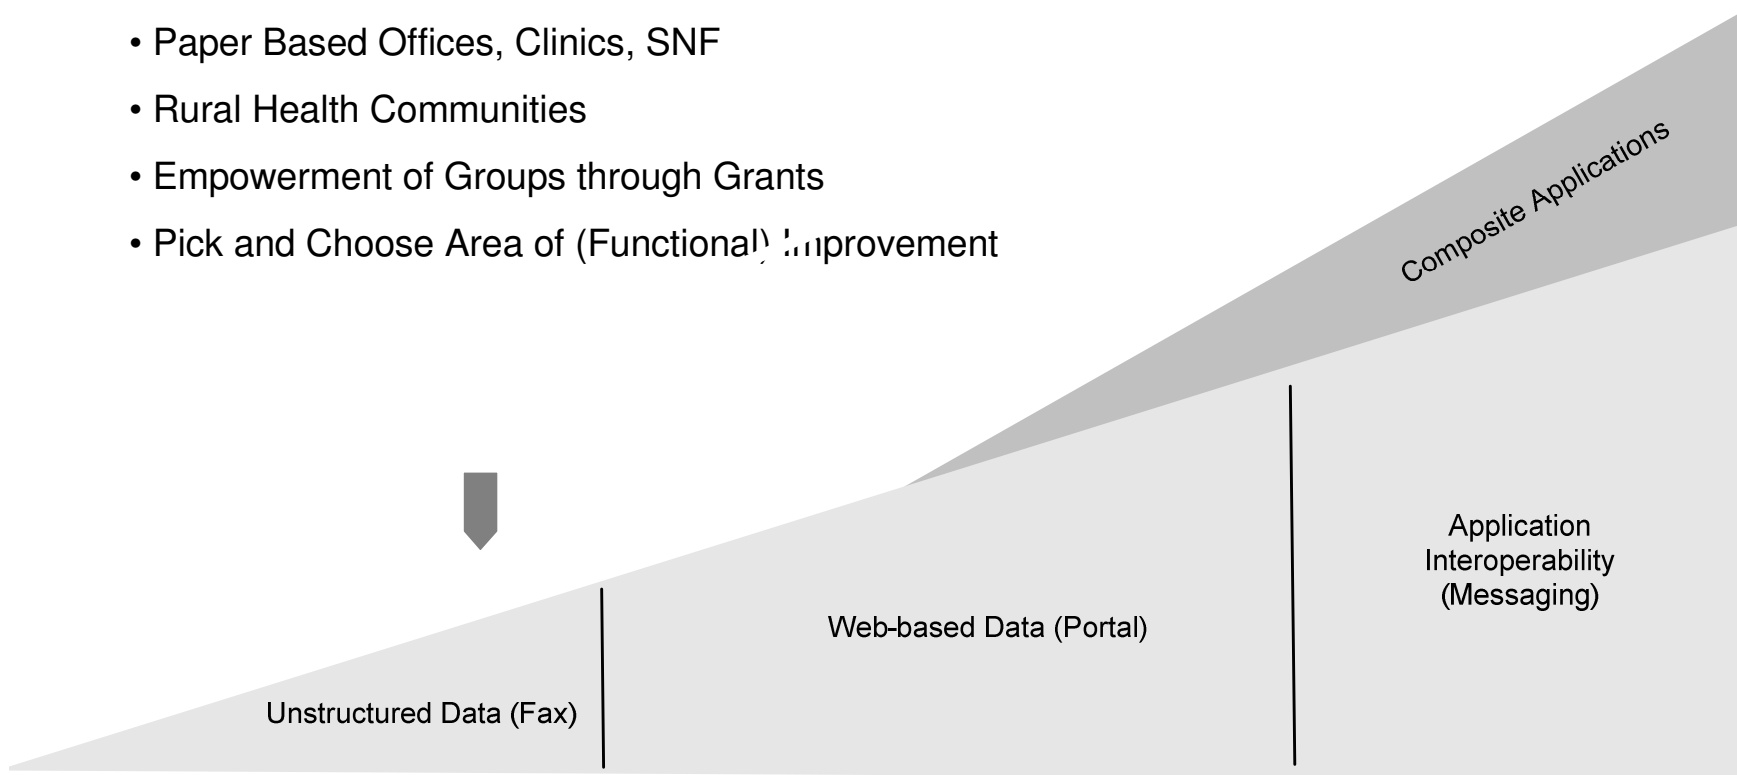 • Paper Based Offices, Clinics, SNF
• Rural Health Communities
• Empowerment of Groups through Grants
• Pick and Choose Area of (Functional) Improvement
Composite Applications
Application
Interoperability
(Messaging)
Web-based Data (Portal)
Unstructured Data (Fax)